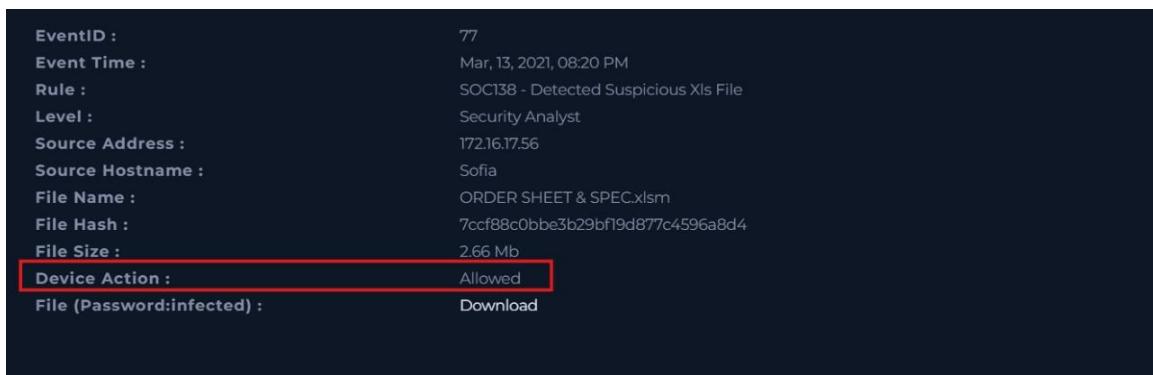 EventID : 77
Event Time : Mar, 13, 2021, 08:20 PM
Rule : SOC138 - Detected Suspicious Xls File
Level : Security Analyst
Source Address : 172.16.17.56
Source Hostname : Sofia
File Name : ORDER SHEET & SPEC.xlsm
File Hash : 7ccf88c0bbe3b29bf19d877c4596a8d4
File Size : 2.66 Mb
Device Action : Allowed
File (Password:infected) : Download